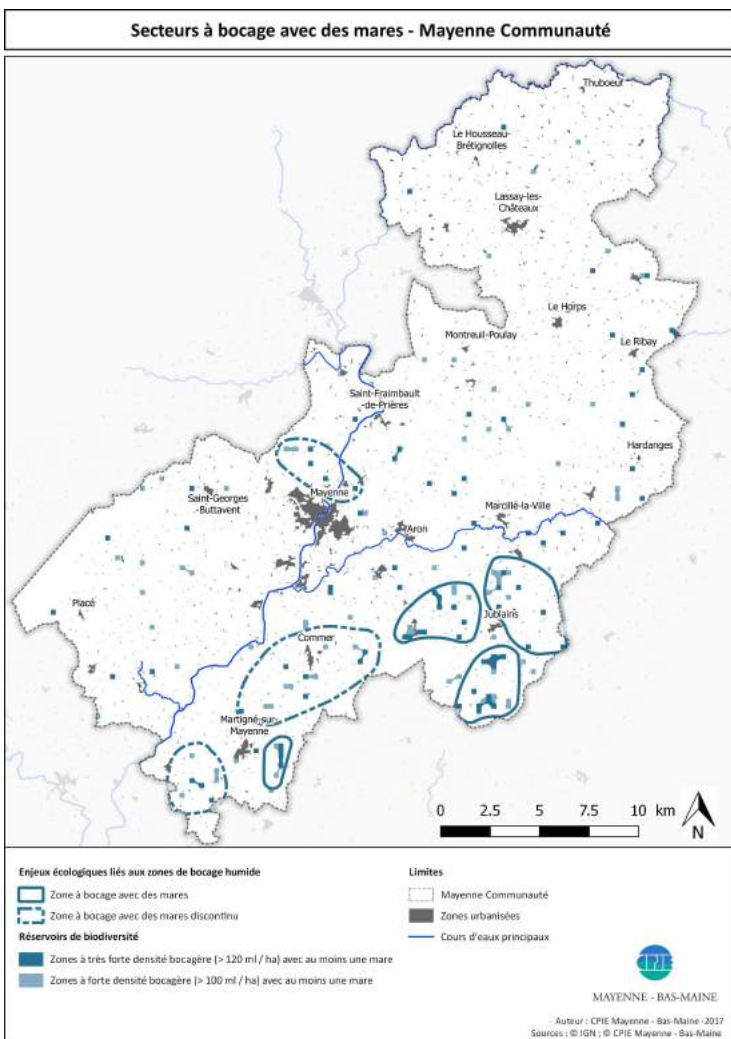 Secteurs à bocage avec des mares - Mayenne Communauté
Thuboeuf
Le Housseau-
Brétignolles
Lassay-les-
Châteaux
Le Horps
Montreuil-Poulay
Le Ribay
Saint-Fraimbault
-de-Prières
Hardanges
Mayenne
Saint-Georges
-Buttavent
Marcillé-la-Ville
Aron
Placé
Jublains
Commer
Martigné-sur-
Mayenne
0 2.5 5 7.5 10 km
N
Enjeux écologiques liés aux zones de bocage humide
Zone à bocage avec des mares
Zone à bocage avec des mares discontinu
Réservoirs de biodiversité
Zones à très forte densité bocagère (> 120 ml / ha) avec au moins une mare
Zones à forte densité bocagère (> 100 ml / ha) avec au moins une mare
Limites
Mayenne Communauté
Zones urbanisées
Cours d'eaux principaux
CPIE
MAYENNE - BAS-MAINE
Auteur : CPIE Mayenne - Bas-Maine -2017
Sources : © IGN ; © CPIE Mayenne - Bas-Maine